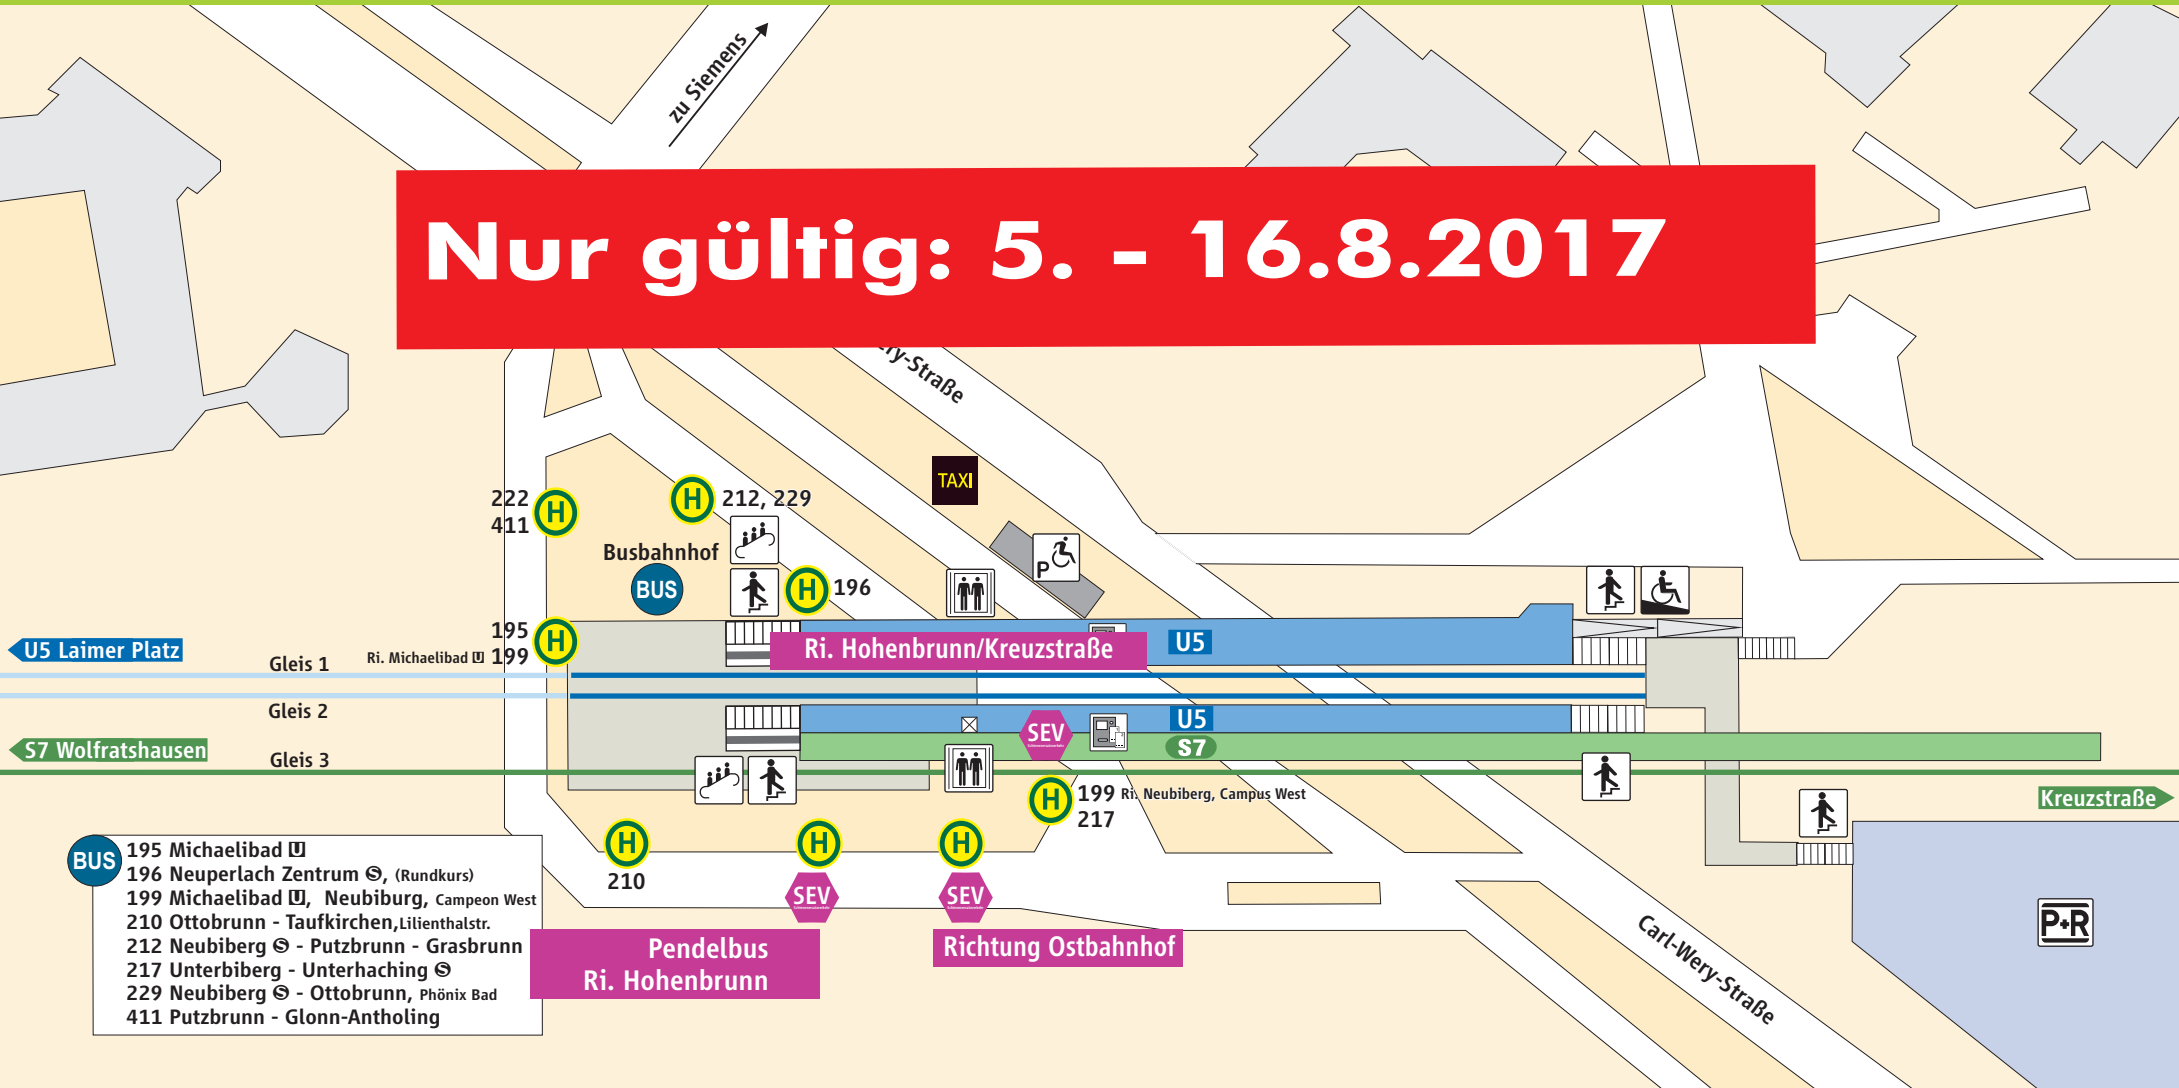 zu Siemens
Nur gültig: 5. - 16.8.2017
ry-Straße
TAXI
222
411
H
H
212, 229
Busbahnhof
BUS
H
196
P
195
Ri. Michaelibad U 199
H
U5 Laimer Platz
Gleis 1
Ri. Hohenbrunn/Kreuzstraße
U5
Gleis 2
SEV
U5
S7
S7 Wolfratshausen
Gleis 3
H
199 Ri. Neubiberg, Campus West
217
Kreuzstraße
H
210
H
SEV
H
SEV
Pendelbus
Ri. Hohenbrunn
Richtung Ostbahnhof
Carl-Wery-Straße
P+R
BUS
195 Michaelibad U
196 Neuperlach Zentrum S, (Rundkurs)
199 Michaelibad U, Neubiburg, Campeon West
210 Ottobrunn - Taufkirchen,Lilienthalstr.
212 Neubiberg S - Putzbrunn - Grasbrunn
217 Unterbiberg - Unterhaching S
229 Neubiberg S - Ottobrunn, Phönix Bad
411 Putzbrunn - Glonn-Antholing